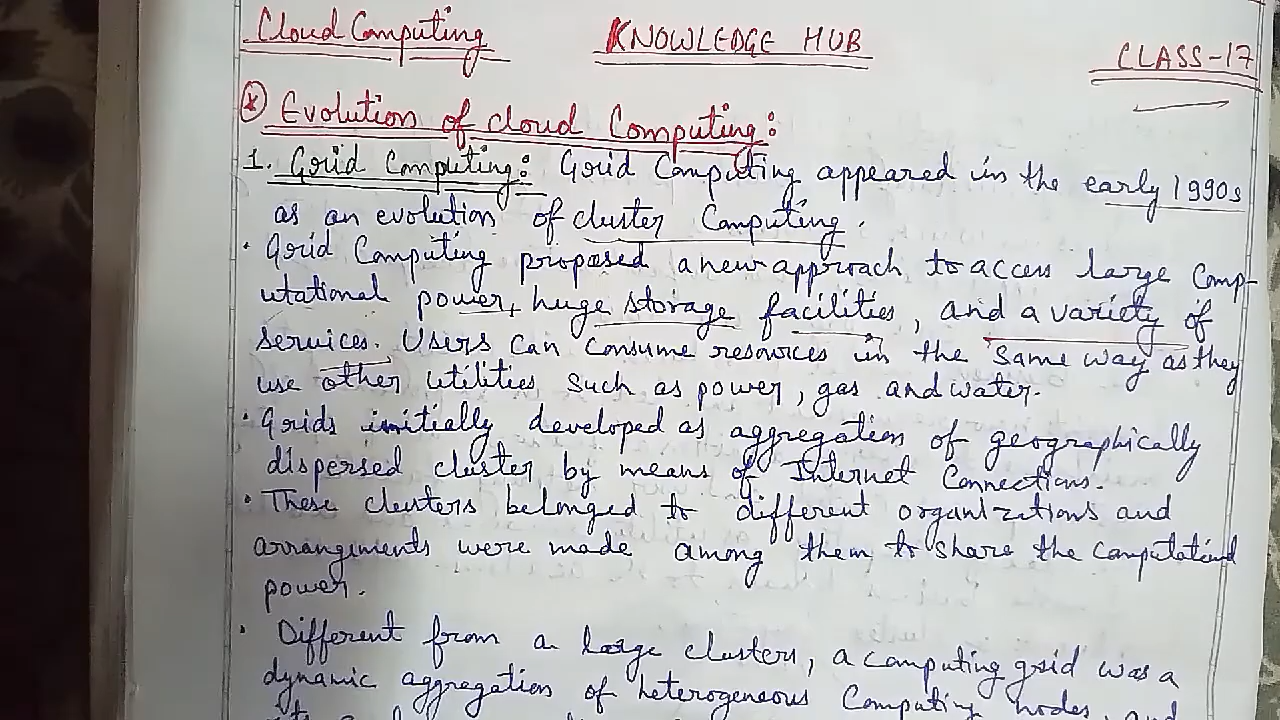 Cloud Computing KNOWLEDGE HUB CLASS-17
* Evolution of cloud Computing:
1. Grid Computing: Grid Computing appeared in the early 1990s
as an evolution of cluster Computing.
• Grid Computing proposed a new approach to access large comp-
utational power, huge storage facilities, and a variety of
services. Users can consume resources in the same way as they
use other utilities such as power, gas and water.
• Grids initially developed as aggregation of geographically
dispersed cluster by means of Internet Connections.
• These clusters belonged to different organizations and
arrangements were made among them to share the computational
power.
• Different from a large clusters, a computing grid was a
dynamic aggregation of heterogeneous Computing nodes, and